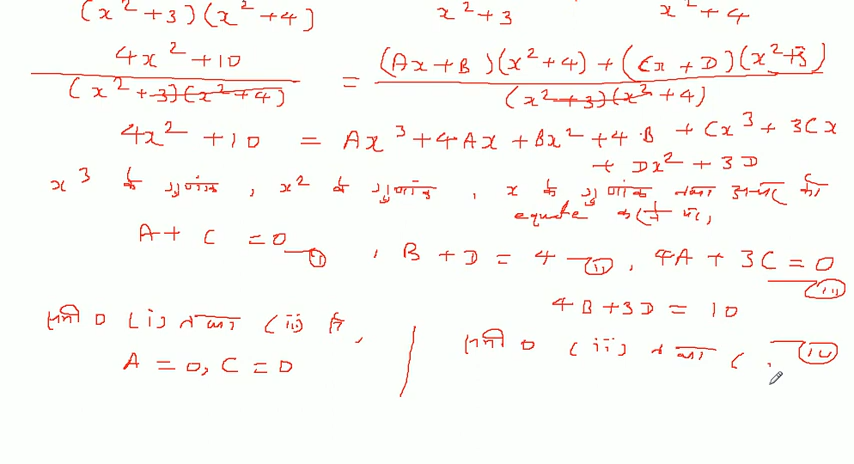 (x²+3)(x²+4) x²+3 x²+4
4x²+10 / (x²+3)(x²+4) = (Ax+B)(x²+4)+(Cx+D)(x²+3) / (x²+3)(x²+4)
4x²+10 = Ax³+4Ax+Bx²+4B+Cx³+3Cx
+Dx²+3D
x³ के गुणांक, x² के गुणांक, x के गुणांक तथा अचर को
equate करने पर,
A+C=0 —(i), B+D=4 —(ii), 4A+3C=0 —(iii)
4B+3D=10 —(iv)
समी० (i) तथा (iii) से, समी० (ii) तथा (
A=0, C=0